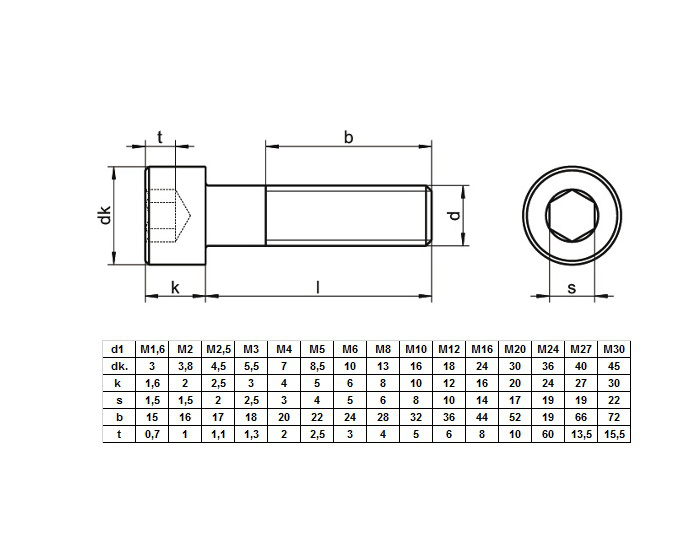 t b
dk d
k l s
d1 M1,6 M2 M2,5 M3 M4 M5 M6 M8 M10 M12 M16 M20 M24 M27 M30
dk. 3 3,8 4,5 5,5 7 8,5 10 13 16 18 24 30 36 40 45
k 1,6 2 2,5 3 4 5 6 8 10 12 16 20 24 27 30
s 1,5 1,5 2 2,5 3 4 5 6 8 10 14 17 19 19 22
b 15 16 17 18 20 22 24 28 32 36 44 52 19 66 72
t 0,7 1 1,1 1,3 2 2,5 3 4 5 6 8 10 60 13,5 15,5